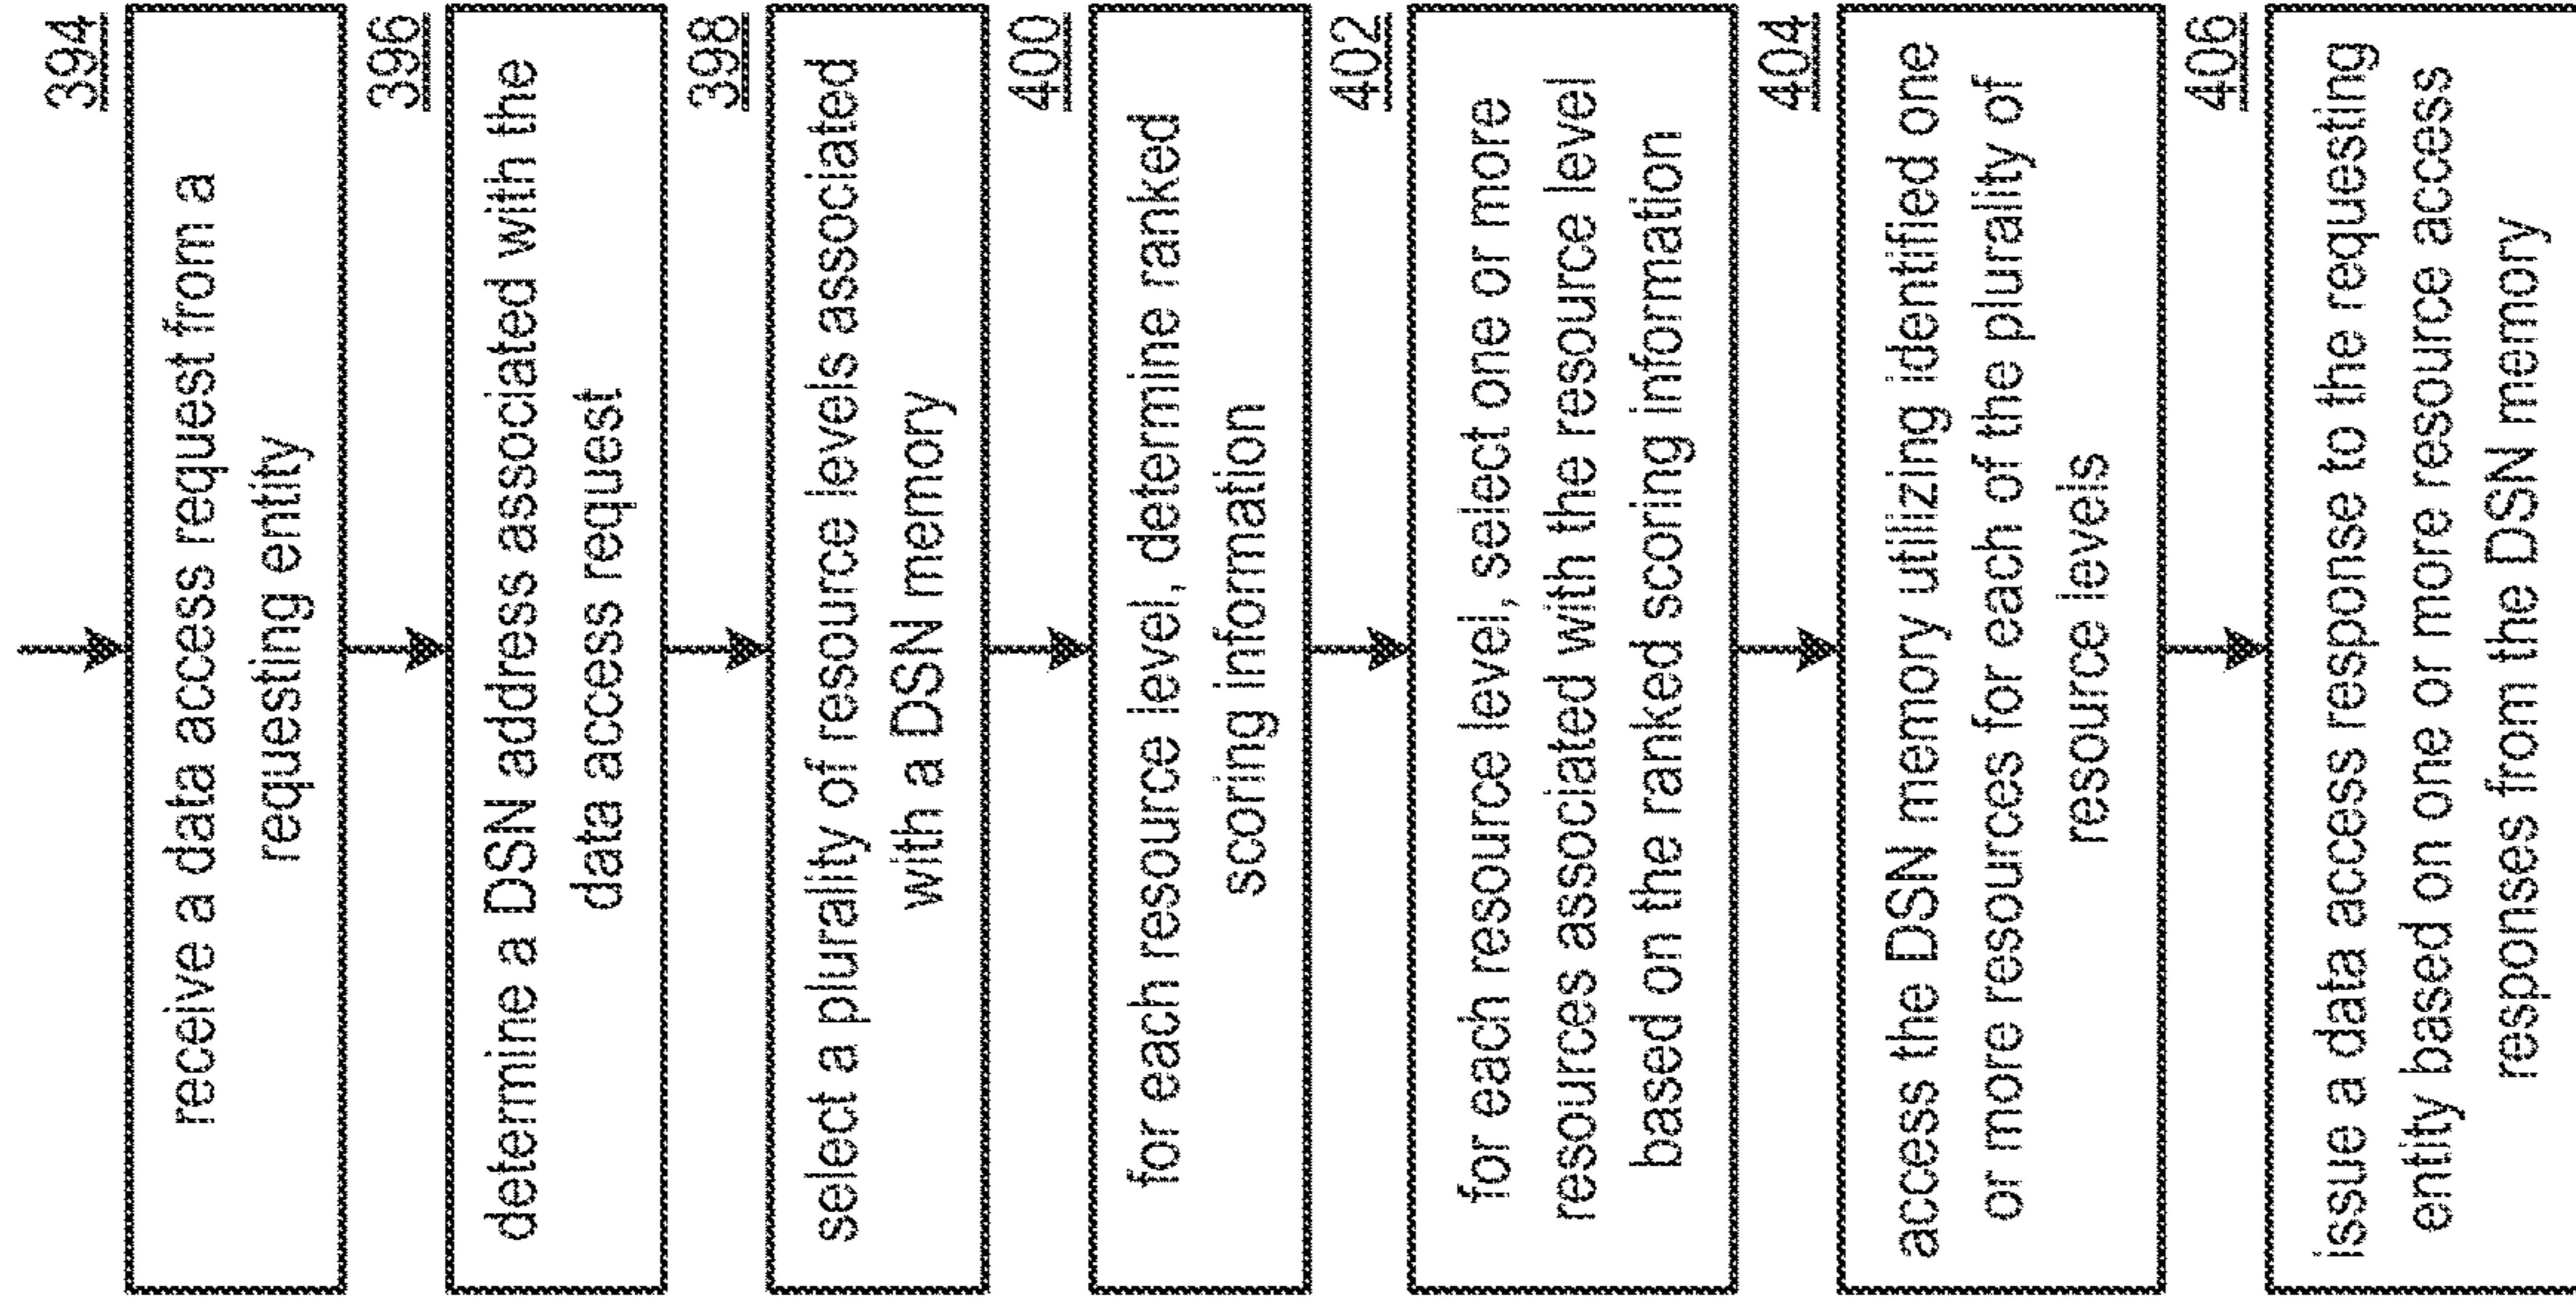 394
receive a data access request from a
requesting entity
396
determine a DSN address associated with the
data access request
398
select a plurality of resource levels associated
with a DSN memory
400
for each resource level, determine ranked
scoring information
402
for each resource level, select one or more
resources associated with the resource level
based on the ranked scoring information
404
access the DSN memory utilizing identified one
or more resources for each of the plurality of
resource levels
406
issue a data access response to the requesting
entity based on one or more resource access
responses from the DSN memory